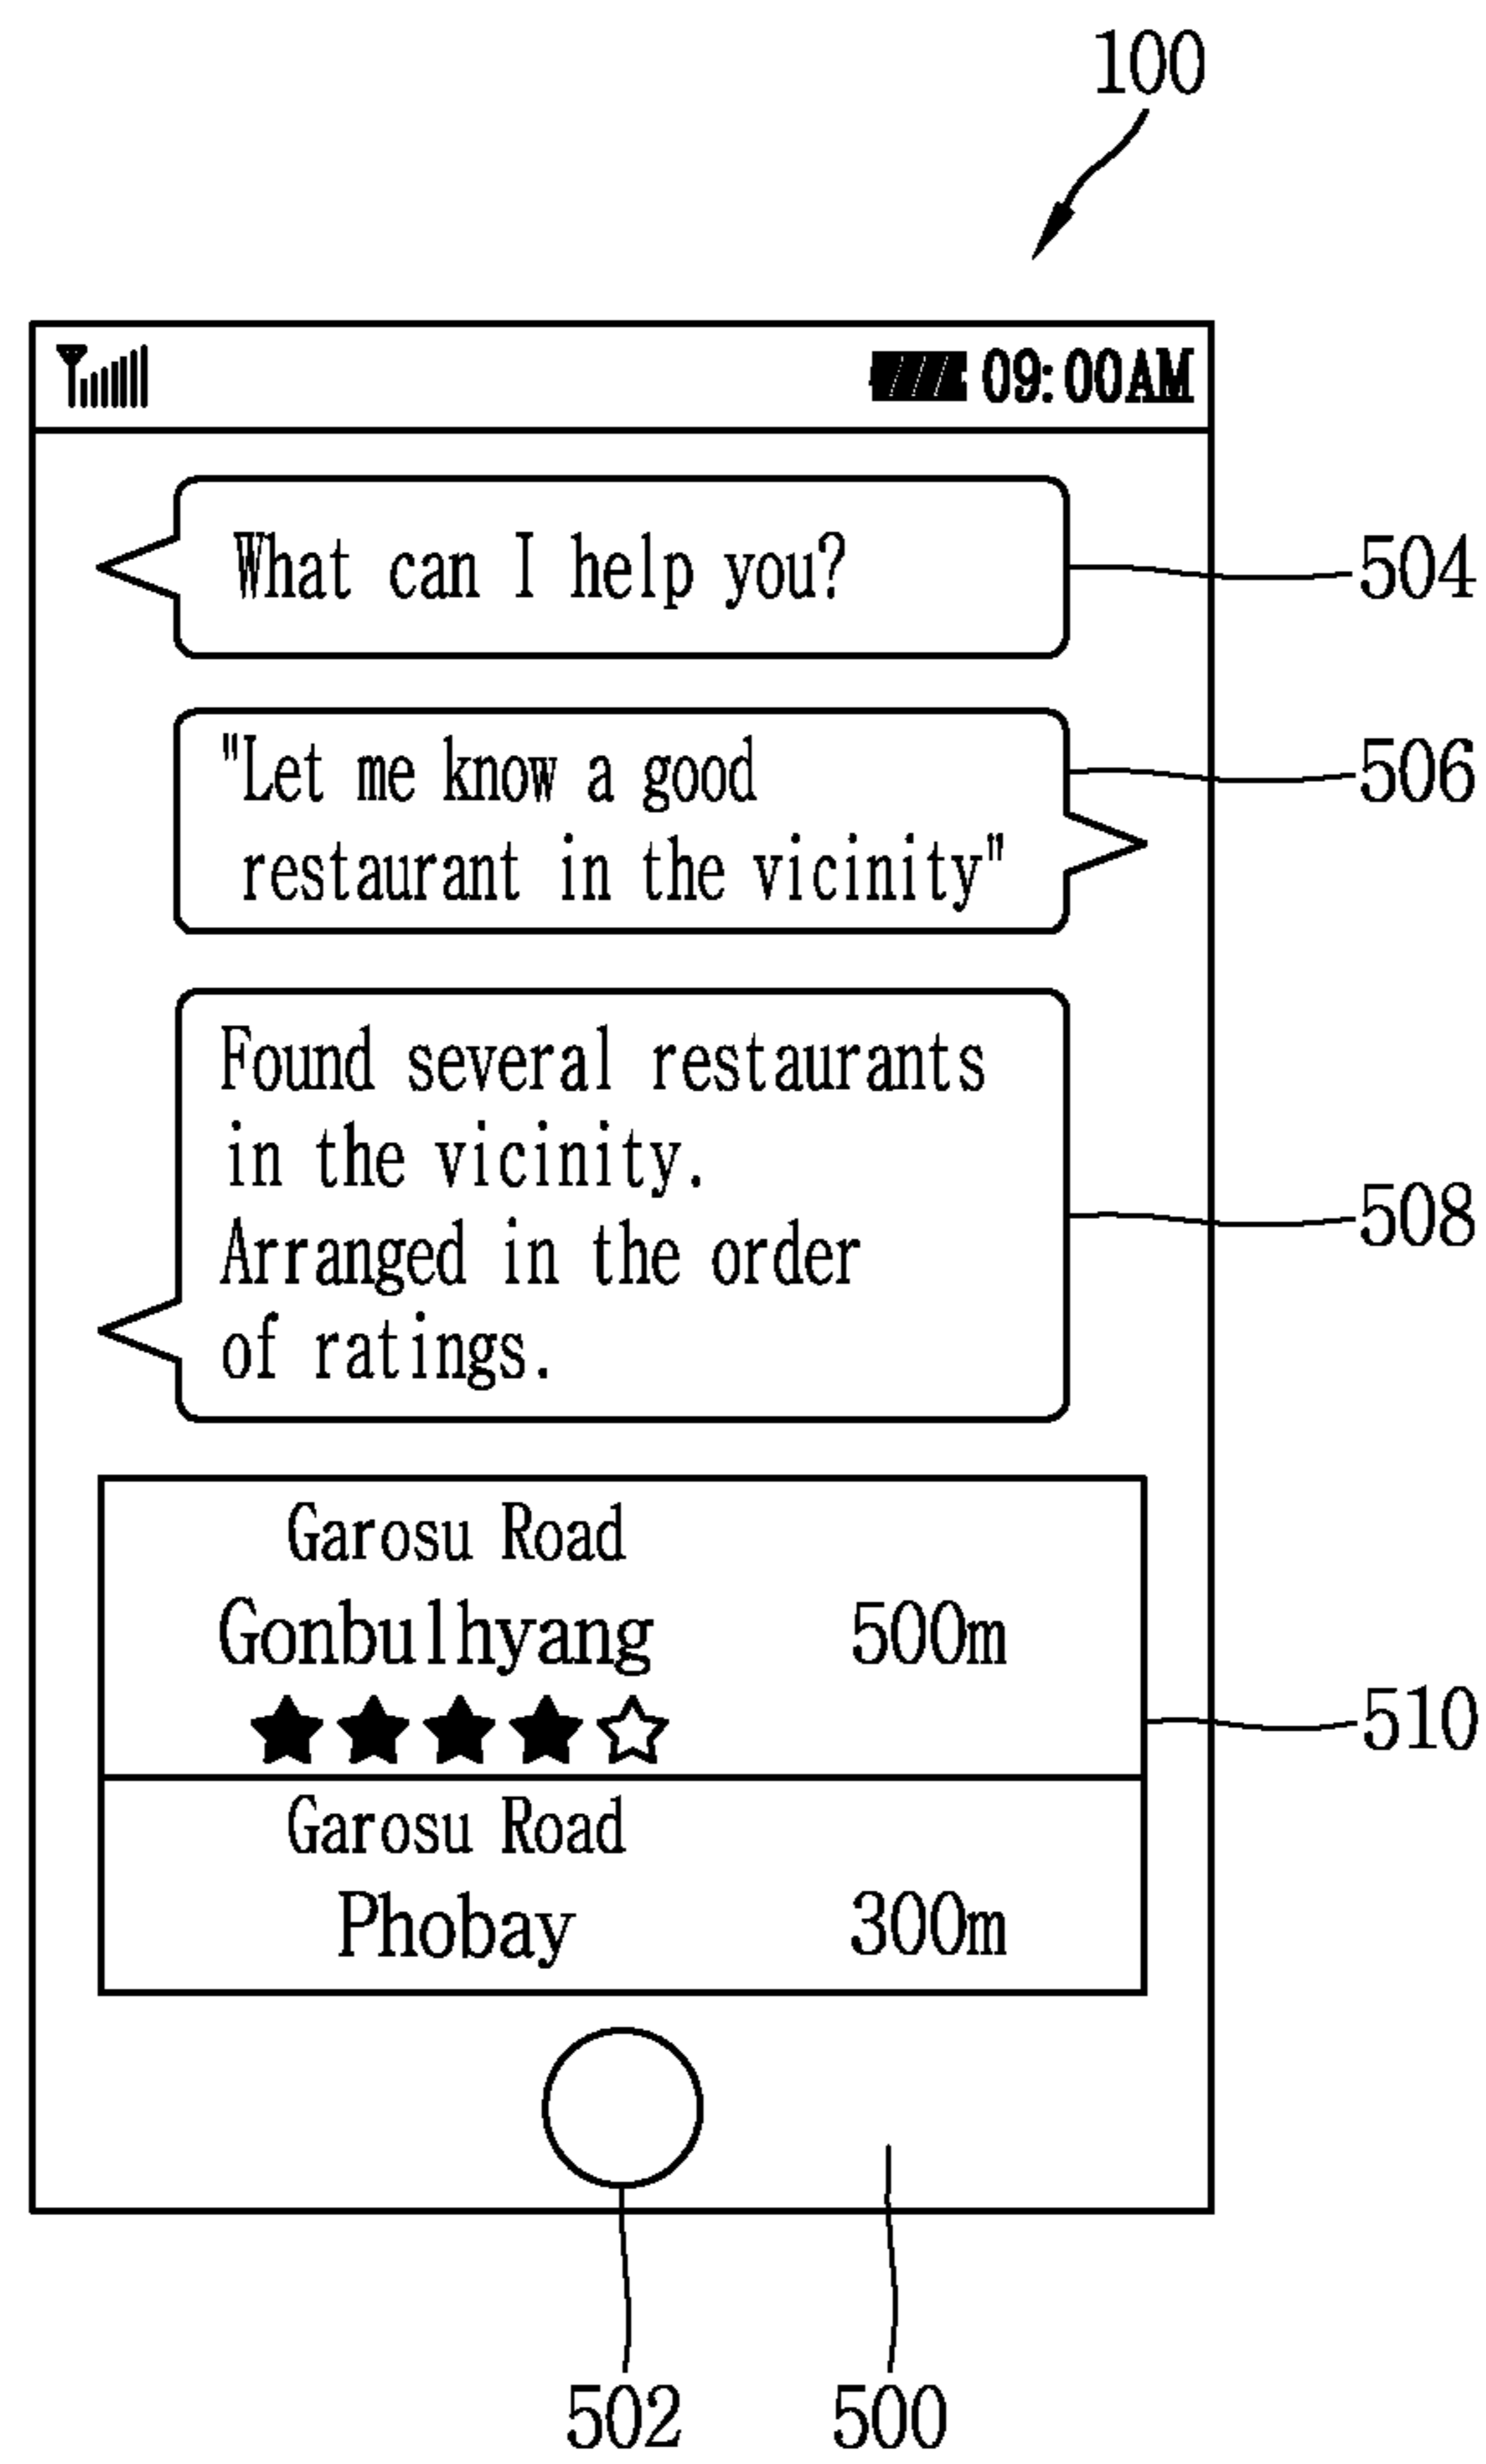 100
09:00AM
What can I help you?
504
"Let me know a good
restaurant in the vicinity"
506
Found several restaurants
in the vicinity.
Arranged in the order
of ratings.
508
Garosu Road
Gonbulhyang 500m
510
Garosu Road
Phobay 300m
502 500